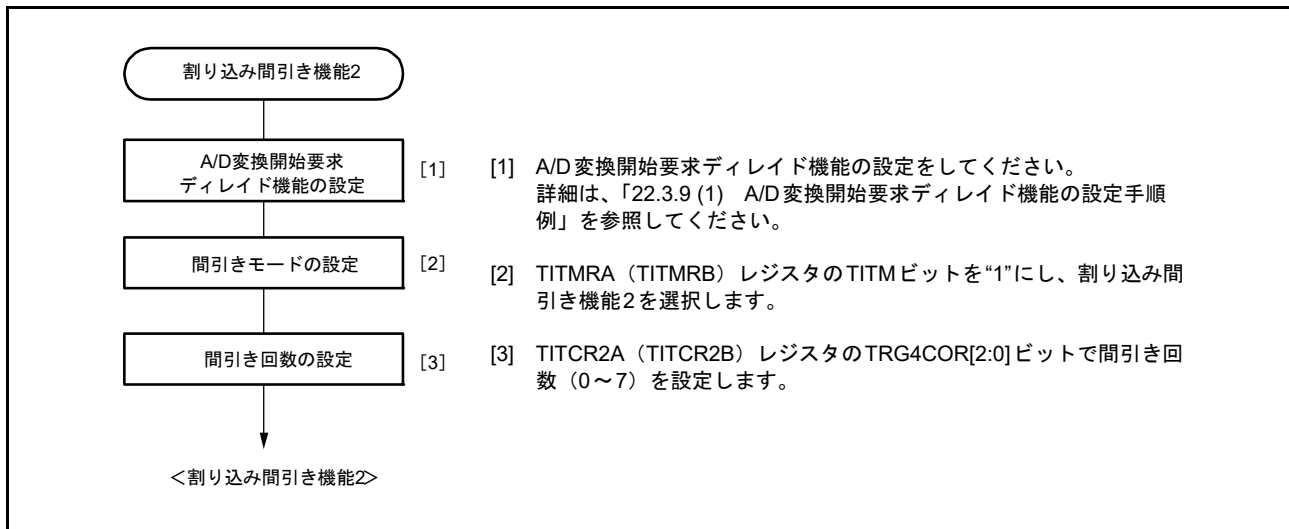 割り込み間引き機能2
A/D変換開始要求
ディレイド機能の設定
[1]
間引きモードの設定
[2]
間引き回数の設定
[3]
＜割り込み間引き機能2＞
[1] A/D変換開始要求ディレイド機能の設定をしてください。
詳細は、「22.3.9 (1) A/D変換開始要求ディレイド機能の設定手順
例」を参照してください。
[2] TITMRA（TITMRB）レジスタのTITMビットを“1”にし、割り込み間
引き機能2を選択します。
[3] TITCR2A（TITCR2B）レジスタのTRG4COR[2:0]ビットで間引き回
数（0～7）を設定します。